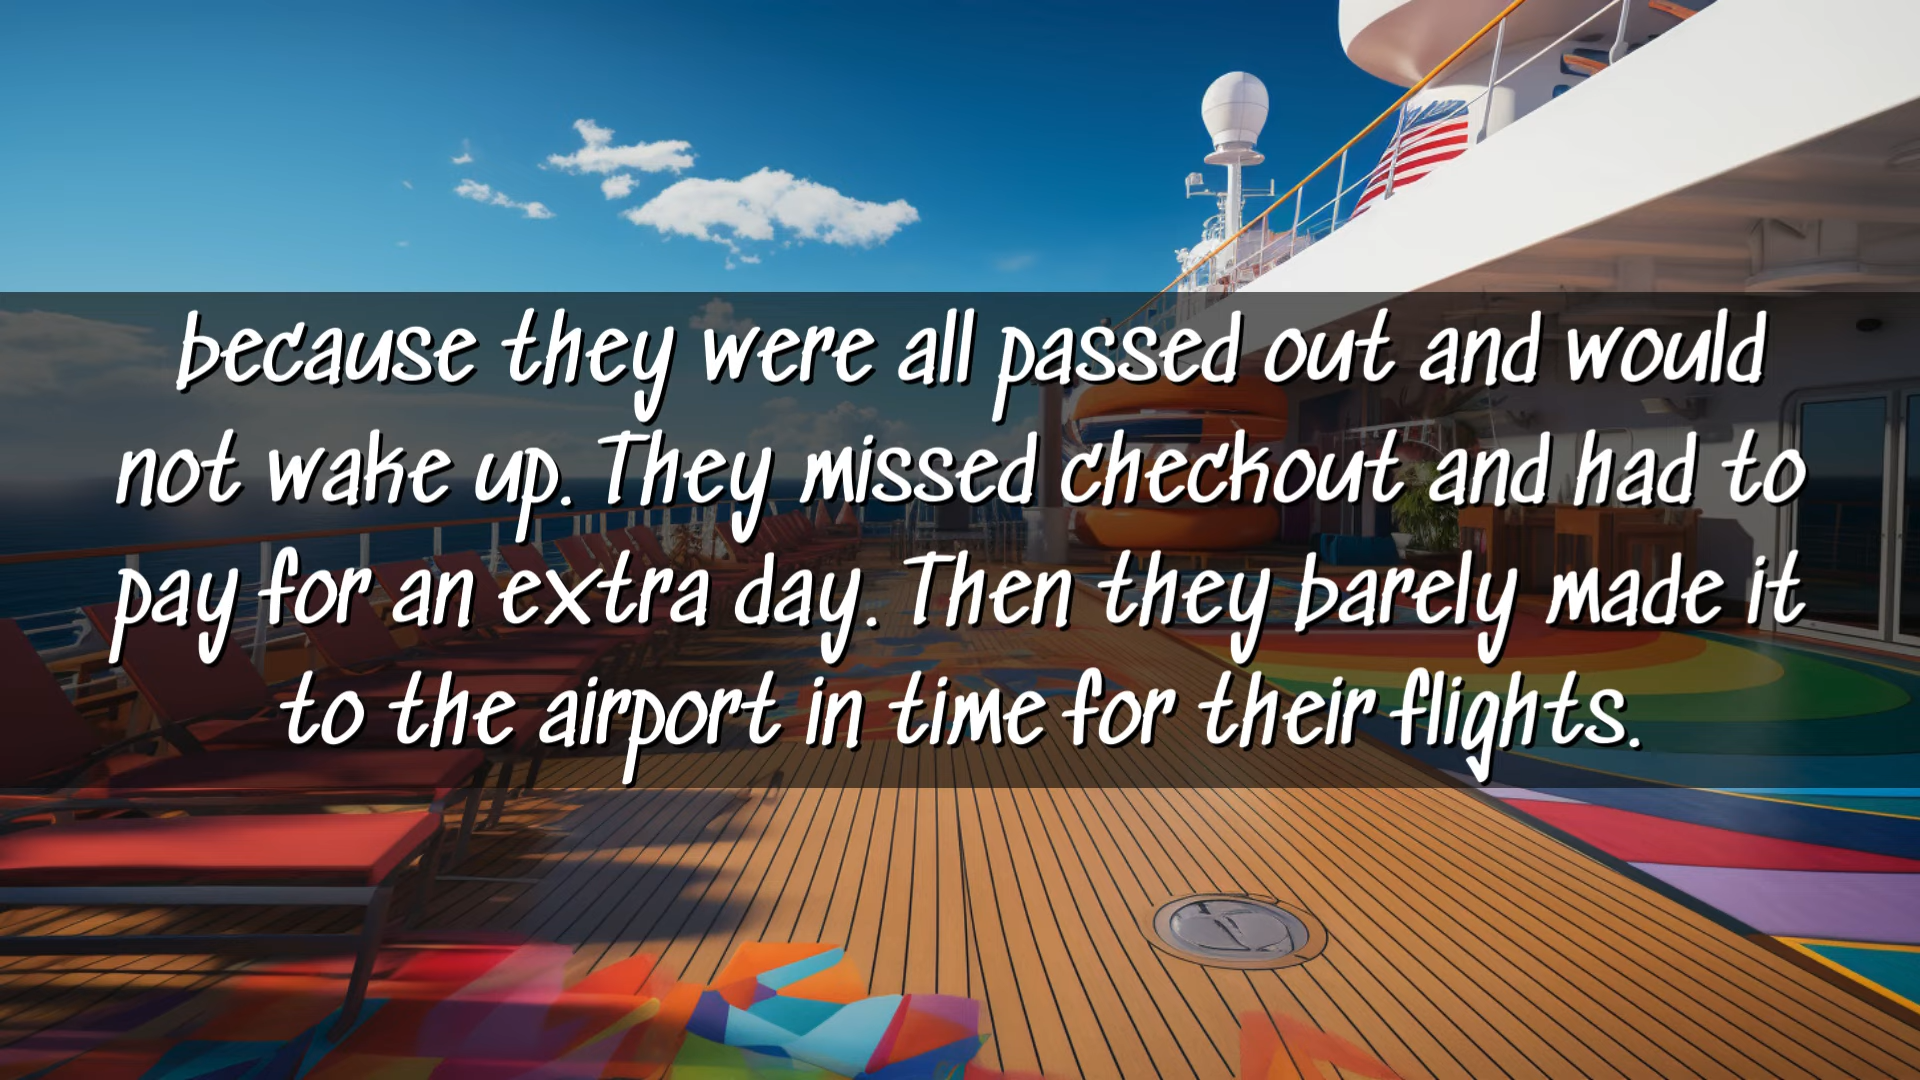 because they were all passed out and would
not wake up. They missed checkout and had to
pay for an extra day. Then they barely made it
to the airport in time for their flights.